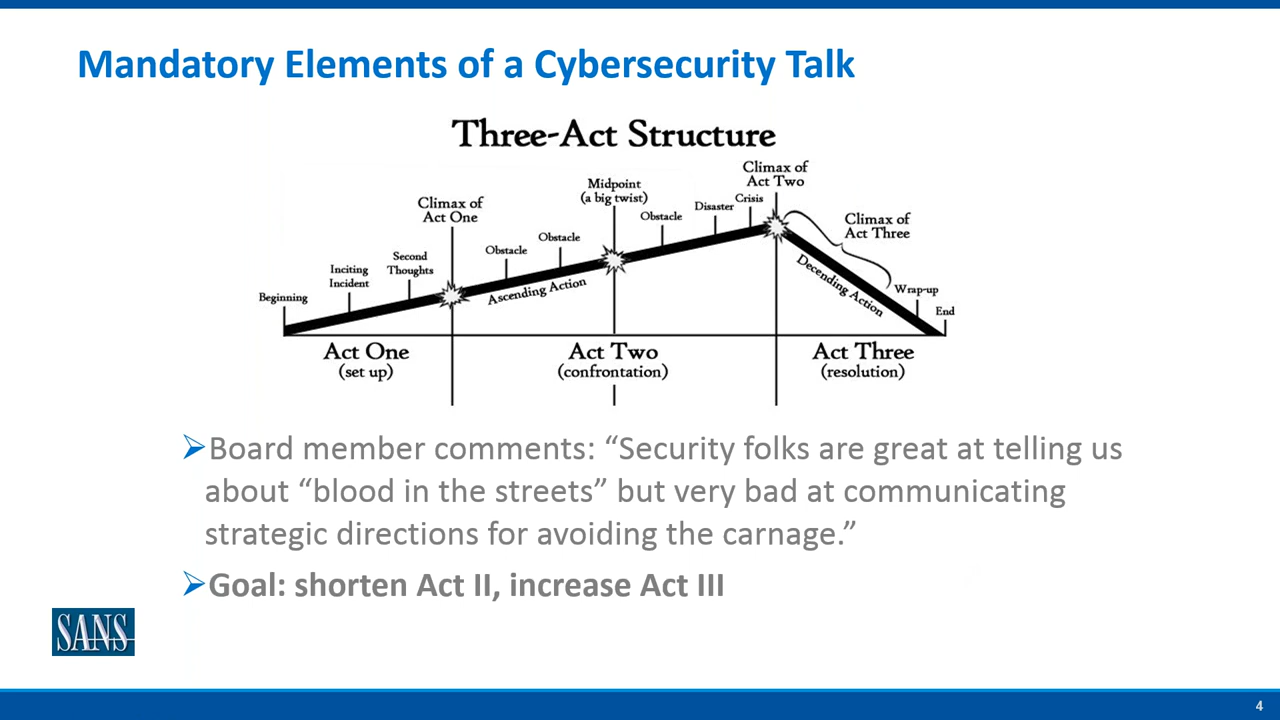 Mandatory Elements of a Cybersecurity Talk
Three-Act Structure
Climax of
Act Two
Midpoint
(a big twist)
Crisis
Disaster
Climax of
Act One
Obstacle
Climax of
Act Three
Obstacle
Obstacle
Second
Thoughts
Inciting
Incident
Beginning
Ascending Action
Decending Action
Wrap-up
End
Act One
(set up)
Act Two
(confrontation)
Act Three
(resolution)
Board member comments: “Security folks are great at telling us
about “blood in the streets” but very bad at communicating
strategic directions for avoiding the carnage.”
Goal: shorten Act II, increase Act III
SANS
4